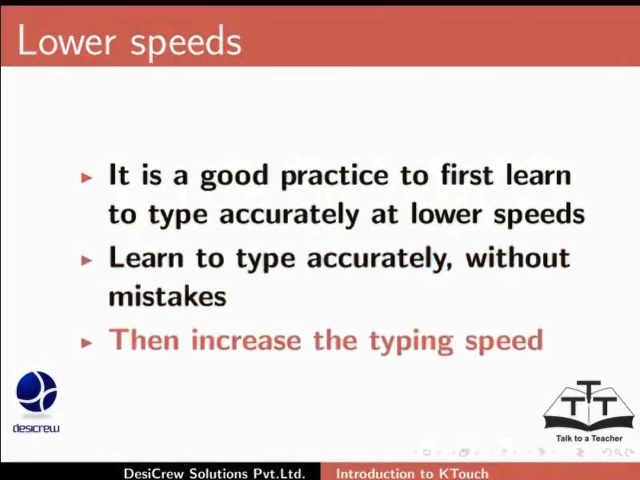 Lower speeds
It is a good practice to first learn
to type accurately at lower speeds
Learn to type accurately, without
mistakes
Then increase the typing speed
desicrew
TTT
Talk to a Teacher
DesiCrew Solutions Pvt.Ltd. Introduction to KTouch